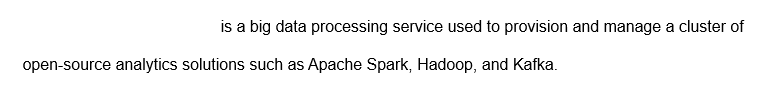 is a big data processing service used to provision and manage a cluster of
open-source analytics solutions such as Apache Spark, Hadoop, and Kafka.